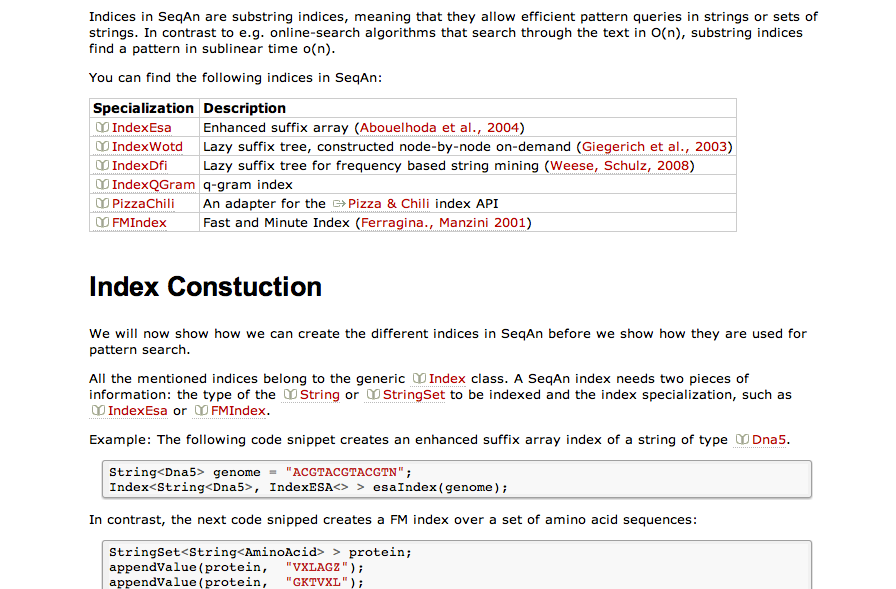 Indices in SeqAn are substring indices, meaning that they allow efficient pattern queries in strings or sets of
strings. In contrast to e.g. online-search algorithms that search through the text in O(n), substring indices
find a pattern in sublinear time o(n).
You can find the following indices in SeqAn:
Specialization Description
IndexEsa Enhanced suffix array (Abouelhoda et al., 2004)
IndexWotd Lazy suffix tree, constructed node-by-node on-demand (Giegerich et al., 2003)
IndexDfi Lazy suffix tree for frequency based string mining (Weese, Schulz, 2008)
IndexQGram q-gram index
PizzaChili An adapter for the Pizza & Chili index API
FMIndex Fast and Minute Index (Ferragina., Manzini 2001)
Index Constuction
We will now show how we can create the different indices in SeqAn before we show how they are used for
pattern search.
All the mentioned indices belong to the generic Index class. A SeqAn index needs two pieces of
information: the type of the String or StringSet to be indexed and the index specialization, such as
IndexEsa or FMIndex.
Example: The following code snippet creates an enhanced suffix array index of a string of type Dna5.
String<Dna5> genome = "ACGTACGTACGTN";
Index<String<Dna5>, IndexESA<> > esaIndex(genome);
In contrast, the next code snipped creates a FM index over a set of amino acid sequences:
StringSet<String<AminoAcid> > protein;
appendValue(protein, "VXLAGZ");
appendValue(protein, "GKTVXL");